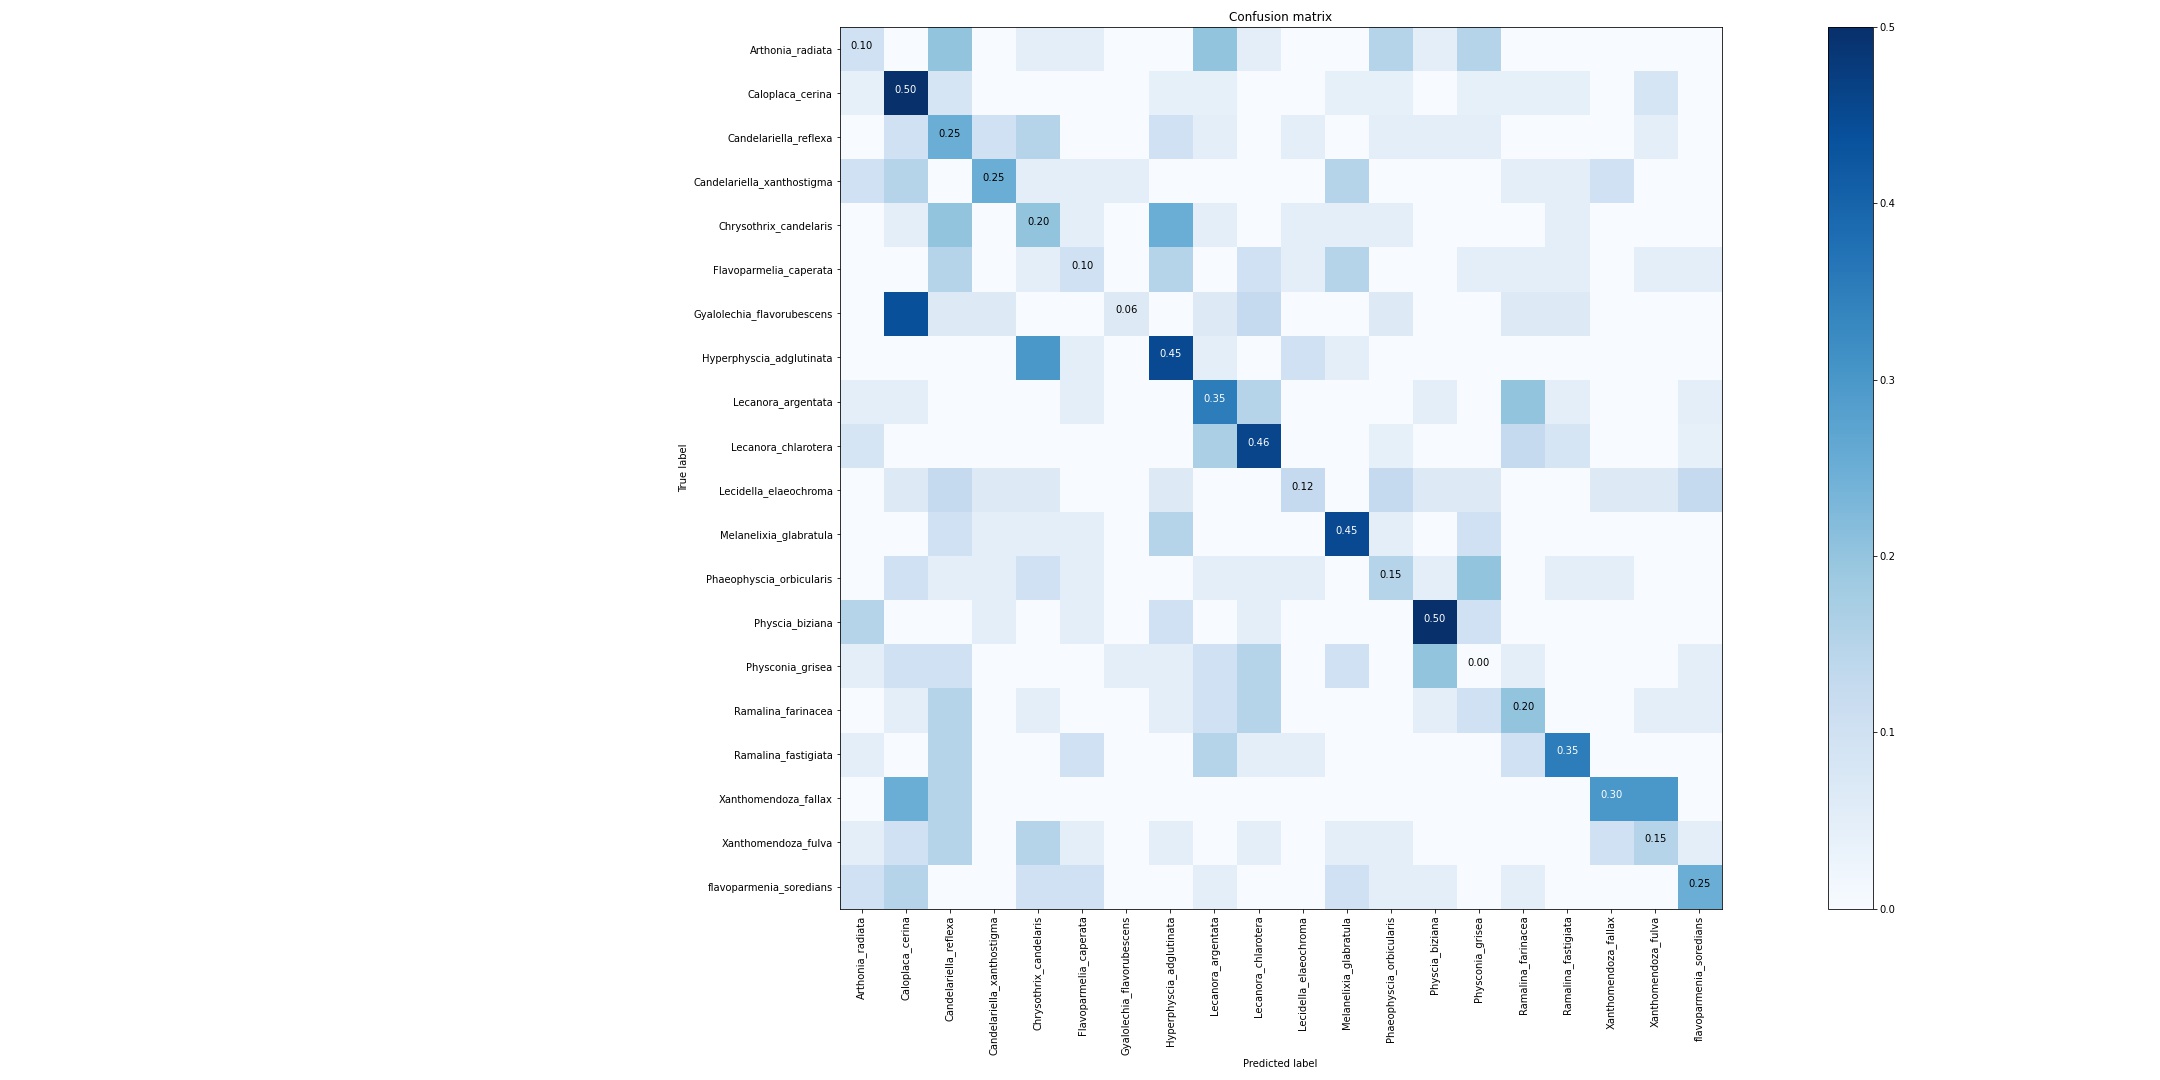 Confusion matrix
Arthonia_radiata 0.10
Caloplaca_cerina 0.50
Candelariella_reflexa 0.25
Candelariella_xanthostigma 0.25
Chrysothrix_candelaris 0.20
Flavoparmelia_caperata 0.10
Gyalolechia_flavorubescens 0.06
Hyperphyscia_adglutinata 0.45
Lecanora_argentata 0.35
Lecanora_chlarotera 0.46
Lecidella_elaeochroma 0.12
Melanelixia_glabratula 0.45
Phaeophyscia_orbicularis 0.15
Physcia_biziana 0.50
Physconia_grisea 0.00
Ramalina_farinacea 0.20
Ramalina_fastigiata 0.35
Xanthomendoza_fallax 0.30
Xanthomendoza_fulva 0.15
flavoparmenia_soredians 0.25
True label
Arthonia_radiata
Caloplaca_cerina
Candelariella_reflexa
Candelariella_xanthostigma
Chrysothrix_candelaris
Flavoparmelia_caperata
Gyalolechia_flavorubescens
Hyperphyscia_adglutinata
Lecanora_argentata
Lecanora_chlarotera
Lecidella_elaeochroma
Melanelixia_glabratula
Phaeophyscia_orbicularis
Physcia_biziana
Physconia_grisea
Ramalina_farinacea
Ramalina_fastigiata
Xanthomendoza_fallax
Xanthomendoza_fulva
flavoparmenia_soredians
Predicted label
0.5
0.4
0.3
0.2
0.1
0.0